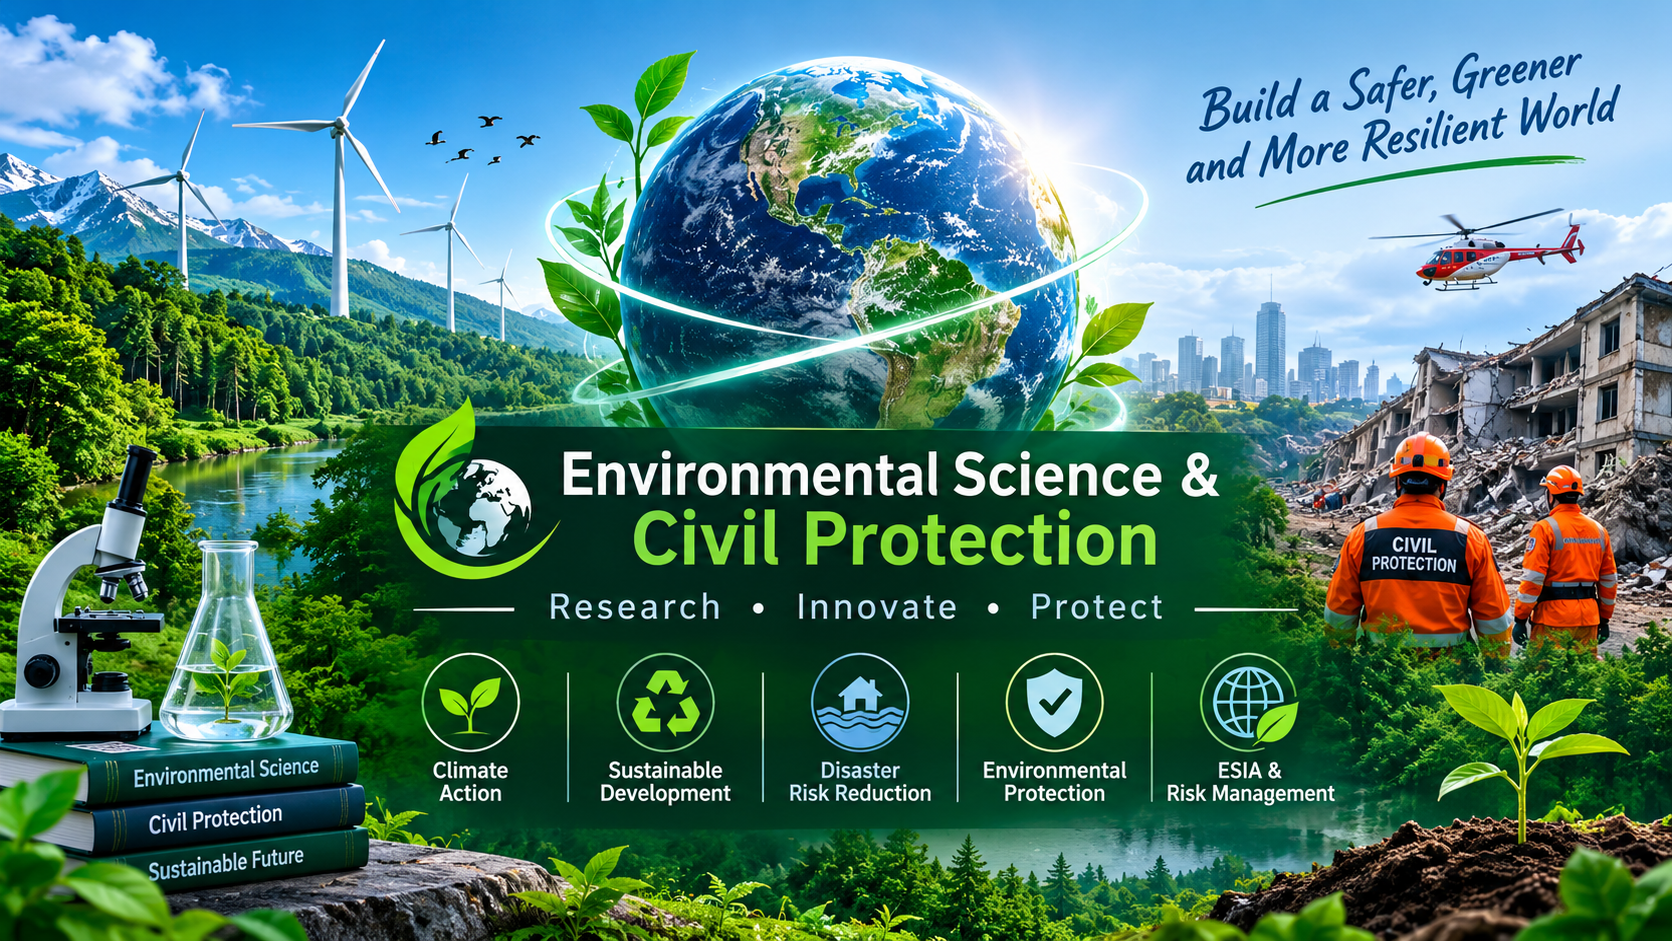 Build a Safer, Greener
and More Resilient World
Environmental Science &
Civil Protection
Research • Innovate • Protect
Climate
Action
Sustainable
Development
Disaster
Risk Reduction
Environmental
Protection
ESIA &
Risk Management
CIVIL
PROTECTION
Environmental Science
Civil Protection
Sustainable Future